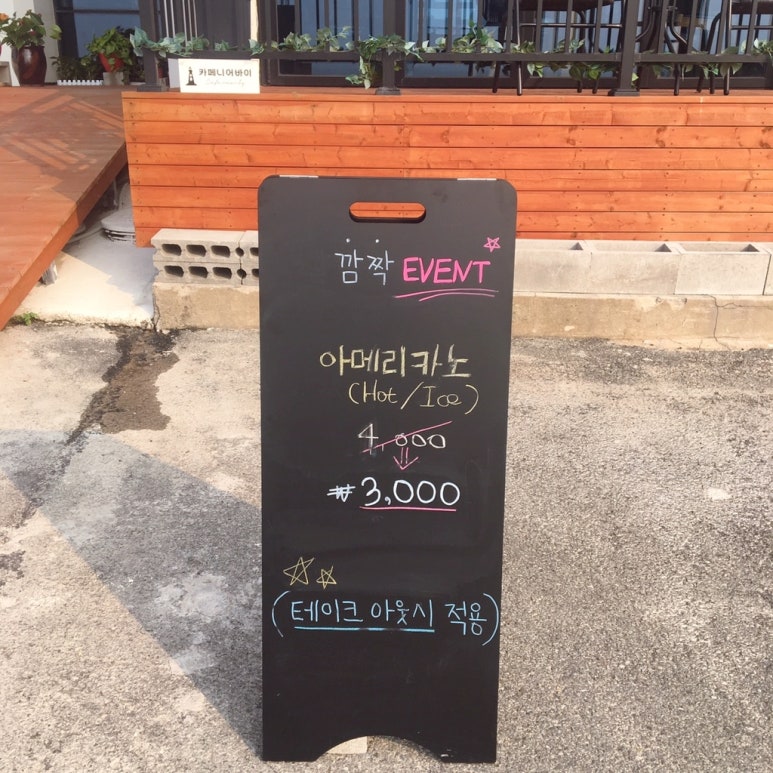 카페니어바이
깜짝 EVENT
아메리카노
(Hot / Ice)
4,000
₩3,000
(테이크 아웃시 적용)